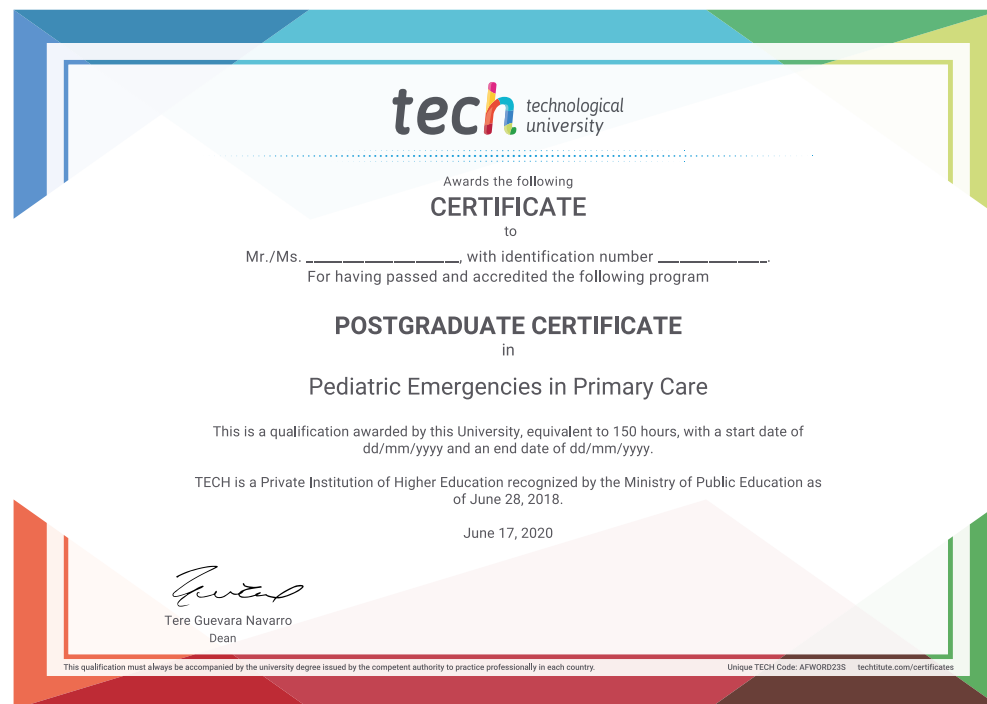 tech technological
university
Awards the following
CERTIFICATE
to
Mr./Ms. _________________, with identification number ____________.
For having passed and accredited the following program
POSTGRADUATE CERTIFICATE
in
Pediatric Emergencies in Primary Care
This is a qualification awarded by this University, equivalent to 150 hours, with a start date of
dd/mm/yyyy and an end date of dd/mm/yyyy.
TECH is a Private Institution of Higher Education recognized by the Ministry of Public Education as
of June 28, 2018.
June 17, 2020
Tere Guevara Navarro
Dean
This qualification must always be accompanied by the university degree issued by the competent authority to practice professionally in each country.
Unique TECH Code: AFWORD23S techtitute.com/certificates